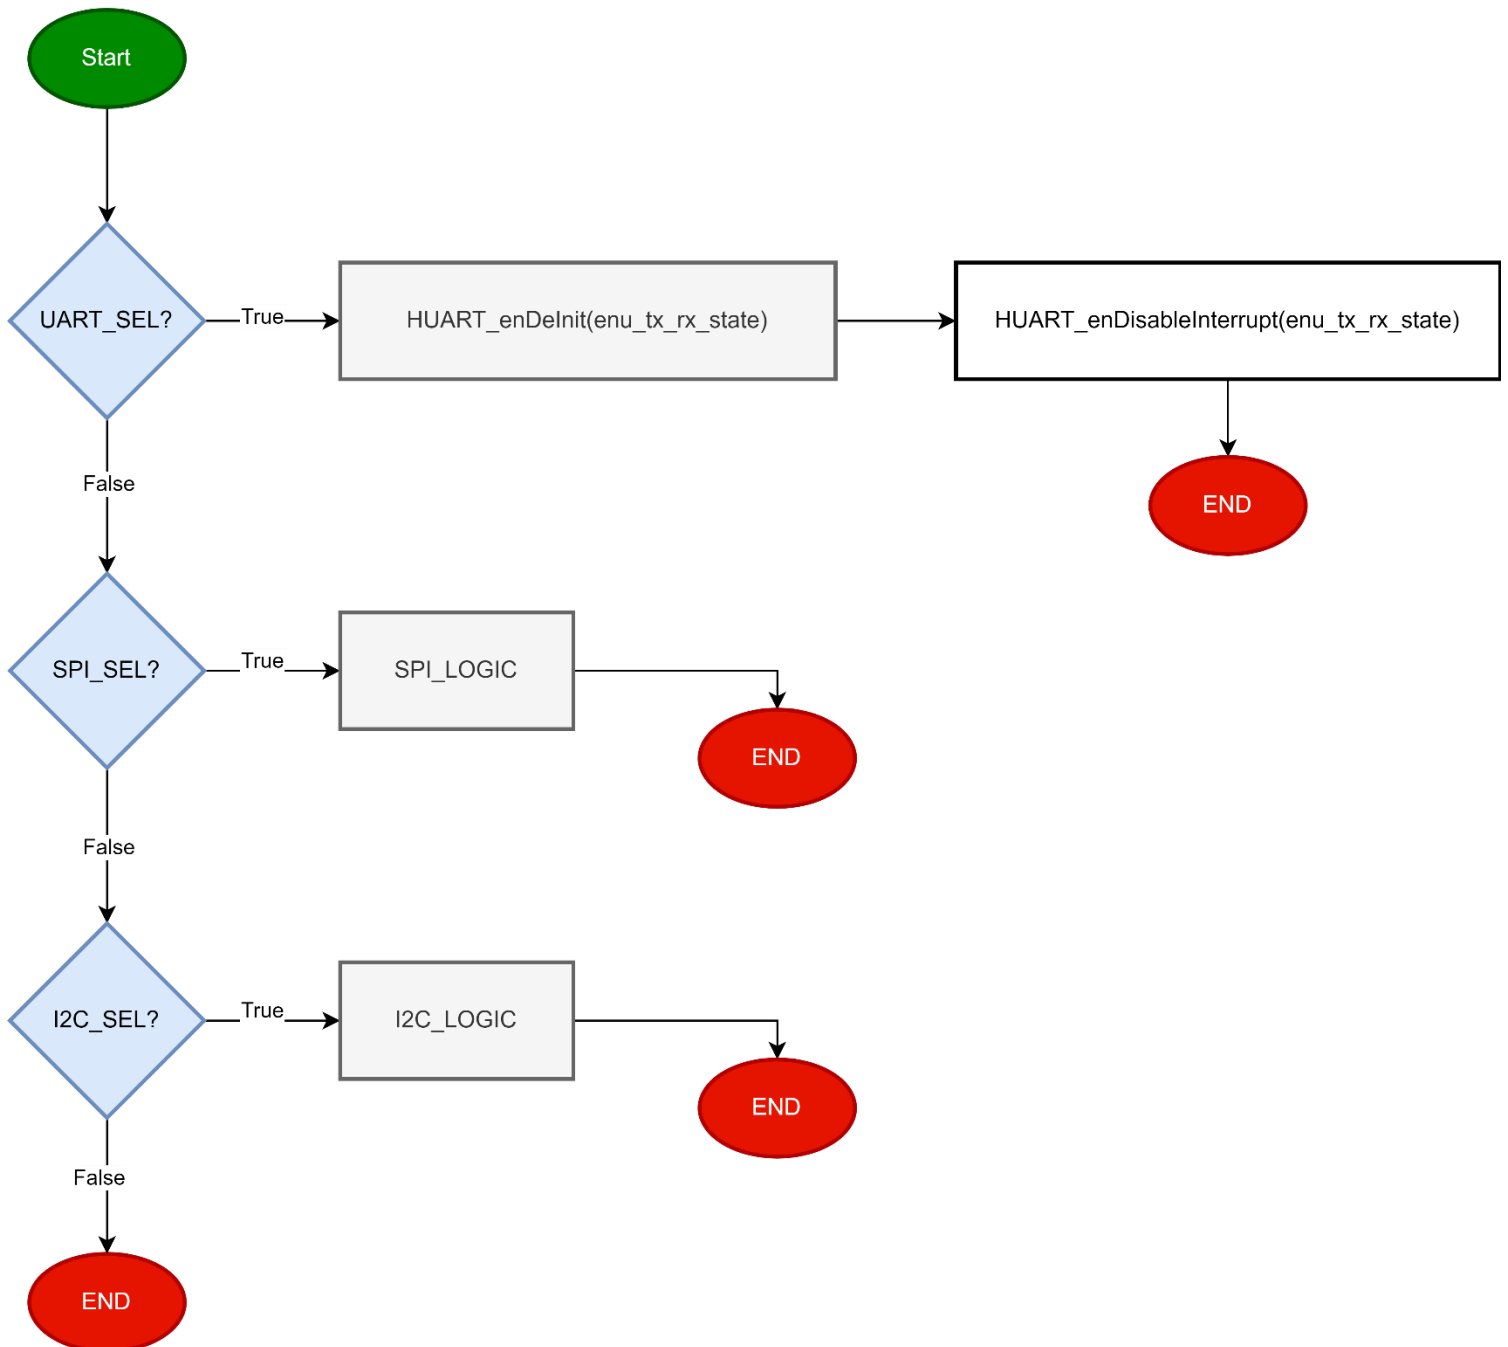 Start
UART_SEL?
True
HUART_enDeInit(enu_tx_rx_state)
HUART_enDisableInterrupt(enu_tx_rx_state)
False
END
SPI_SEL?
True
SPI_LOGIC
END
False
I2C_SEL?
True
I2C_LOGIC
END
False
END